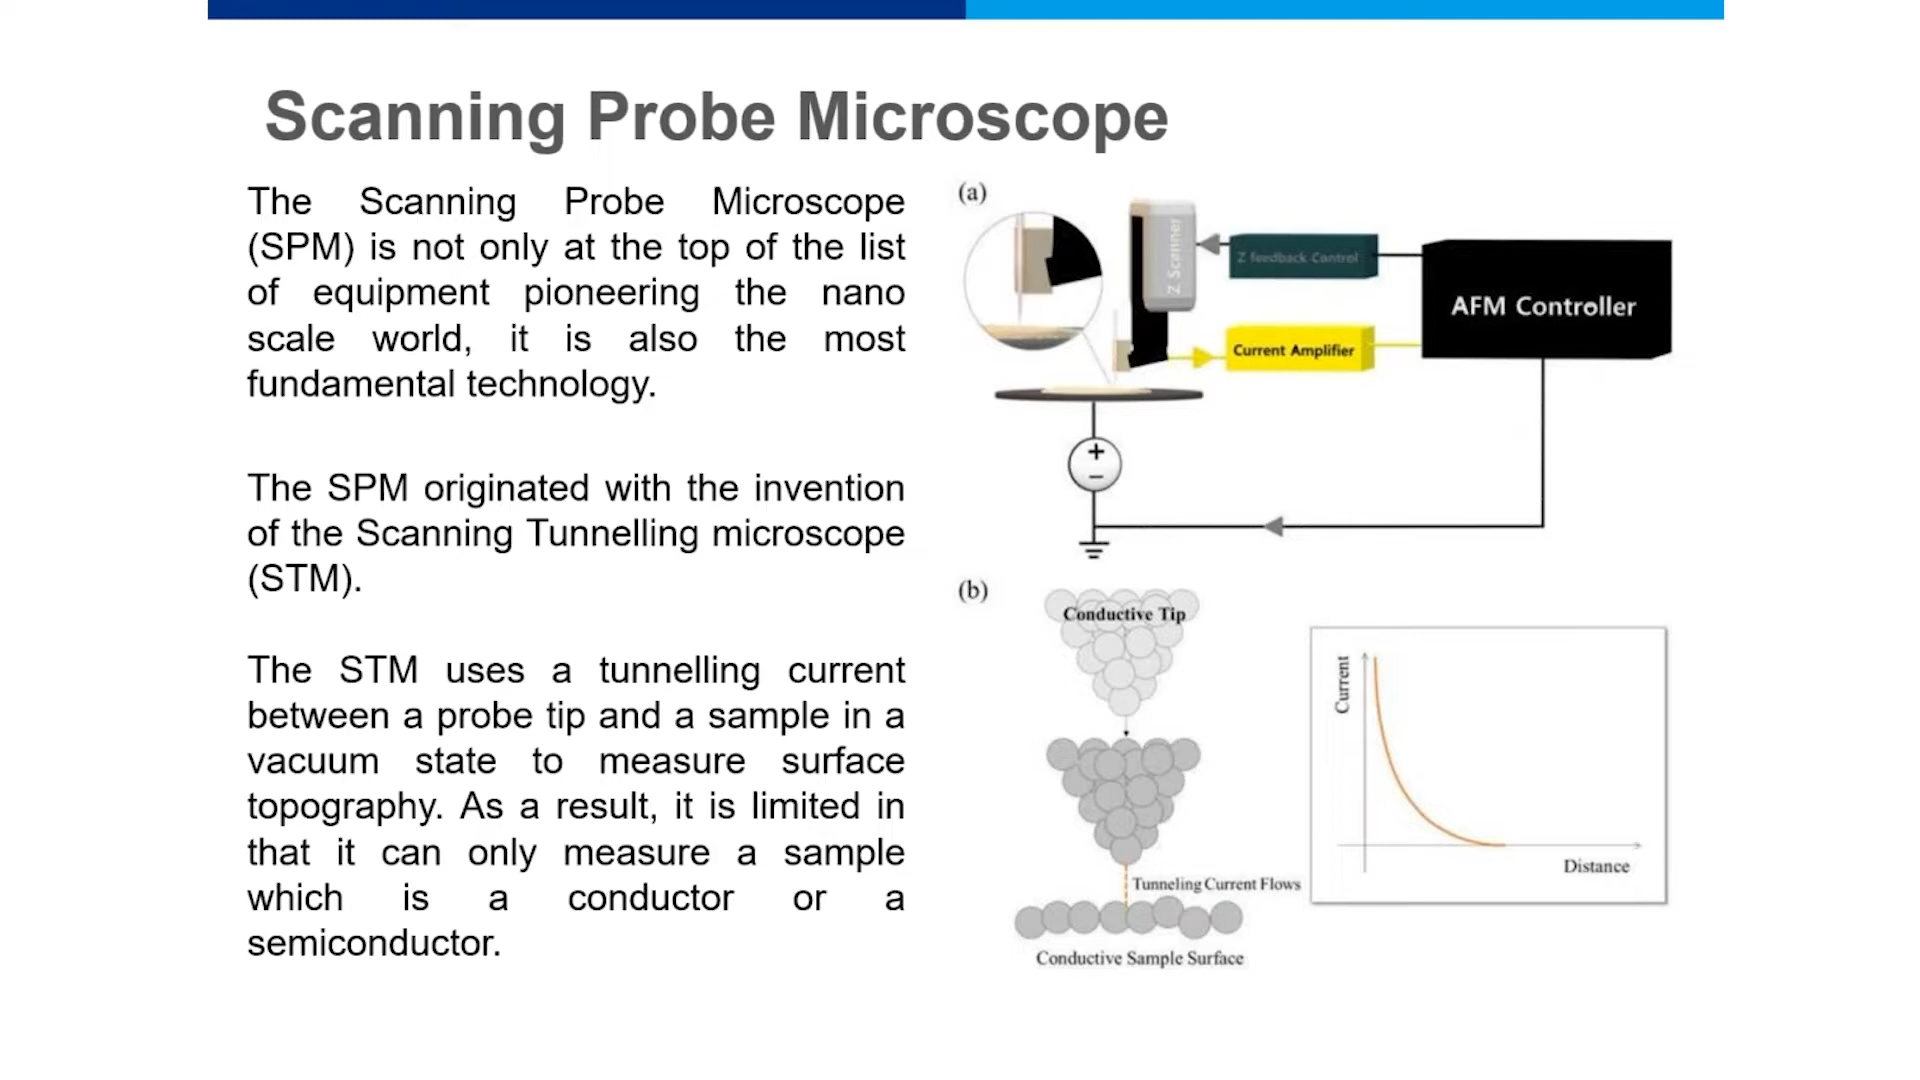 Scanning Probe Microscope
The Scanning Probe Microscope
(SPM) is not only at the top of the list
of equipment pioneering the nano
scale world, it is also the most
fundamental technology.
The SPM originated with the invention
of the Scanning Tunnelling microscope
(STM).
The STM uses a tunnelling current
between a probe tip and a sample in a
vacuum state to measure surface
topography. As a result, it is limited in
that it can only measure a sample
which is a conductor or a
semiconductor.
(a)
Z Scanner
Z feedback Control
AFM Controller
Current Amplifier
+
−
(b)
Conductive Tip
Tunneling Current Flows
Conductive Sample Surface
Current
Distance